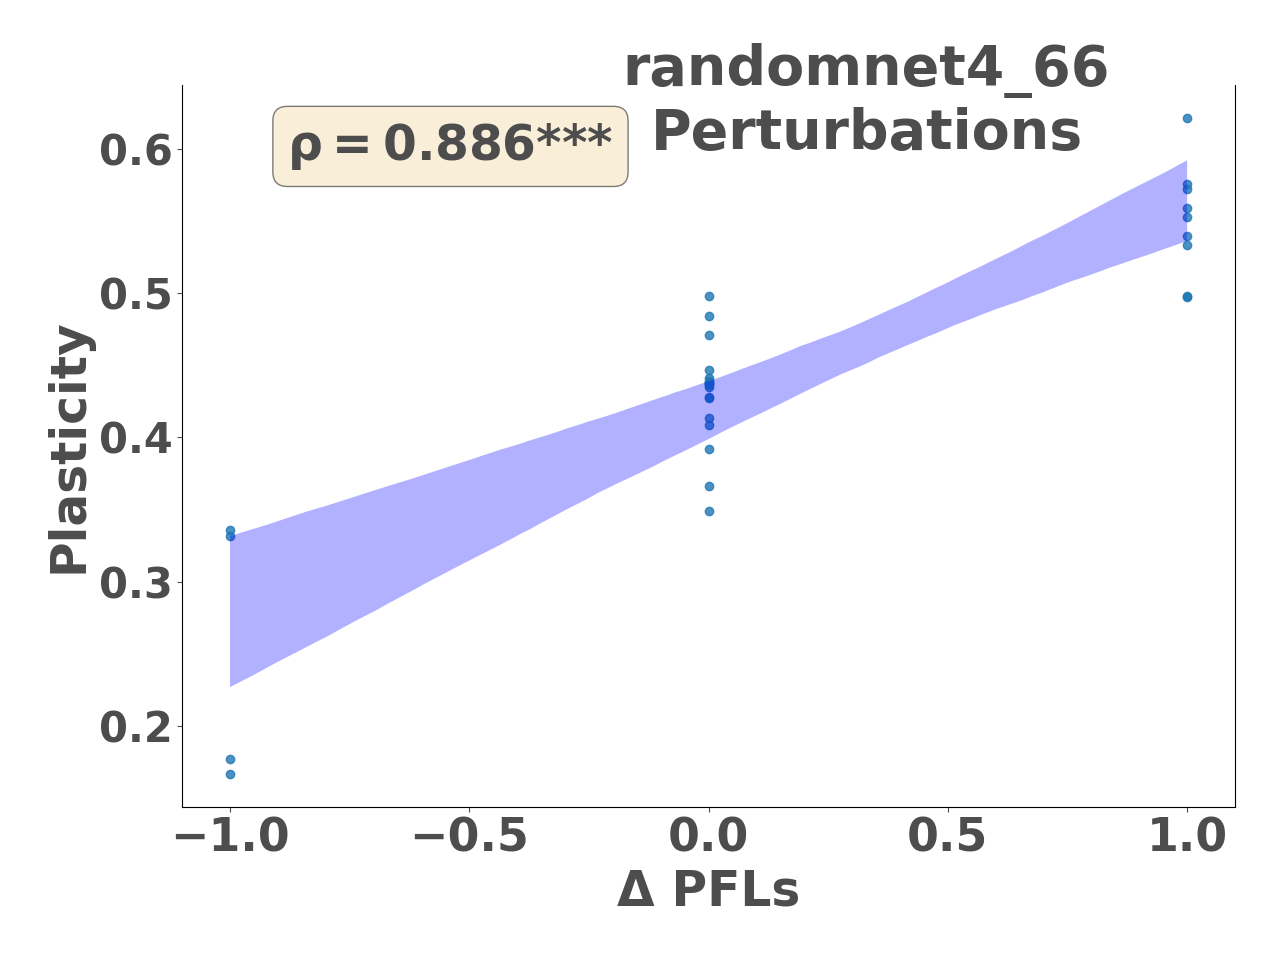 randomnet4_66
Perturbations
ρ = 0.886***
0.6
0.5
0.4
0.3
0.2
Plasticity
−1.0 −0.5 0.0 0.5 1.0
Δ PFLs